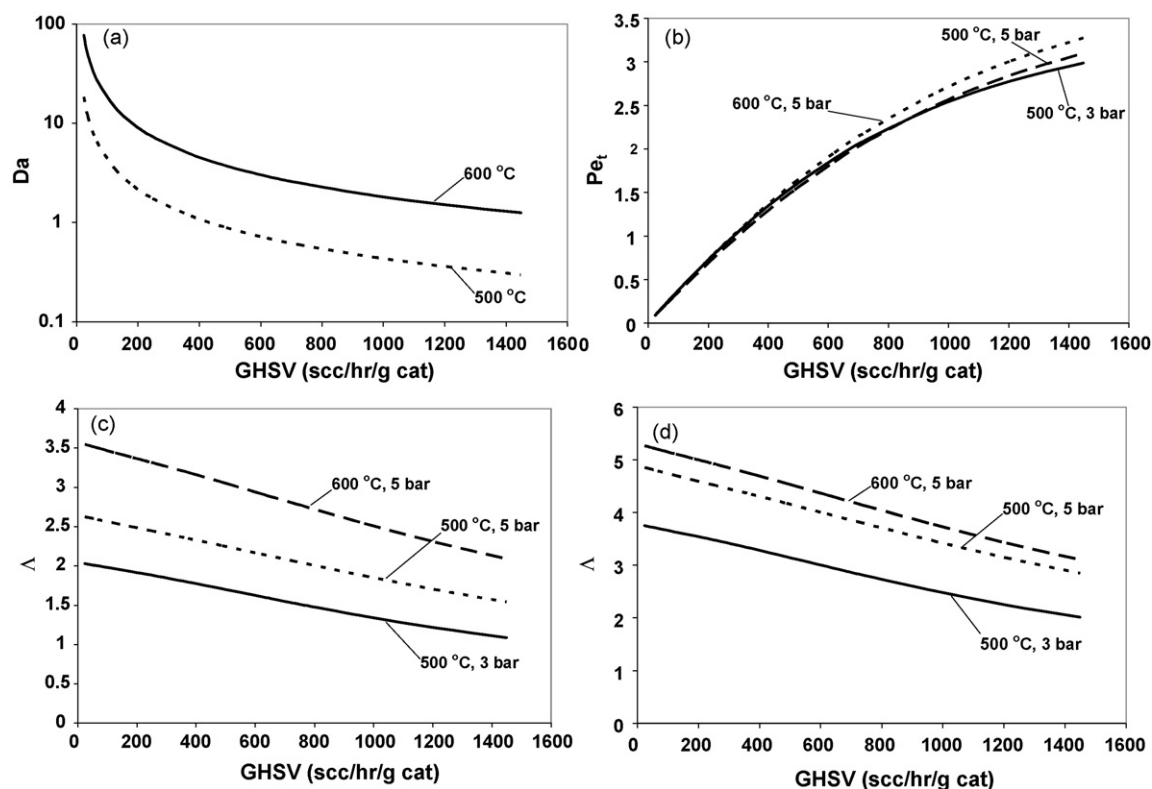 (a)
100
10
1
0.1
Da
600 °C
500 °C
0 200 400 600 800 1000 1200 1400 1600
GHSV (scc/hr/g cat)
(b)
3.5
3
2.5
2
1.5
1
0.5
0
Pet
500 °C, 5 bar
600 °C, 5 bar
500 °C, 3 bar
0 200 400 600 800 1000 1200 1400 1600
GHSV (scc/hr/g cat)
(c)
4
3.5
3
2.5
2
1.5
1
0.5
0
Λ
600 °C, 5 bar
500 °C, 5 bar
500 °C, 3 bar
0 200 400 600 800 1000 1200 1400 1600
GHSV (scc/hr/g cat)
(d)
6
5
4
3
2
1
0
Λ
600 °C, 5 bar
500 °C, 5 bar
500 °C, 3 bar
0 200 400 600 800 1000 1200 1400 1600
GHSV (scc/hr/g cat)